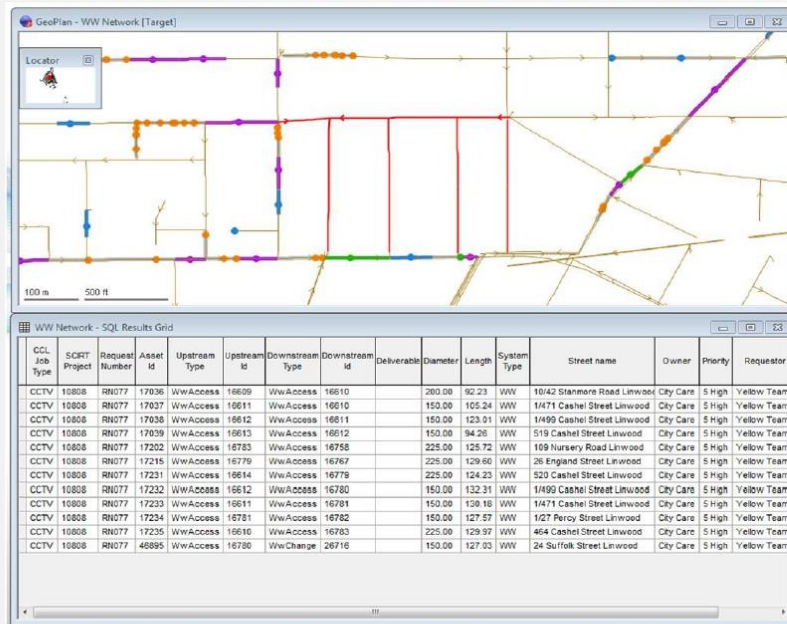 GeoPlan - WW Network [Target]
Locator
100 m 500 ft
WW Network - SQL Results Grid
CCL Job Type SCIRT Project Request Number Asset Id Upstream Type Upstream Id Downstream Type Downstream Id Deliverable Diameter Length System Type Street name Owner Priority Requestor
CCTV 10808 RN077 17036 WwAccess 16609 WwAccess 16610 200.00 92.23 WW 10/42 Stanmore Road Linwood City Care 5 High Yellow Team
CCTV 10808 RN077 17037 WwAccess 16611 WwAccess 16610 150.00 105.24 WW 1/471 Cashel Street Linwood City Care 5 High Yellow Team
CCTV 10808 RN077 17038 WwAccess 16612 WwAccess 16611 150.00 123.01 WW 1/499 Cashel Street Linwood City Care 5 High Yellow Team
CCTV 10808 RN077 17039 WwAccess 16613 WwAccess 16612 150.00 94.26 WW 519 Cashel Street Linwood City Care 5 High Yellow Team
CCTV 10808 RN077 17202 WwAccess 16783 WwAccess 16758 225.00 125.72 WW 109 Nursery Road Linwood City Care 5 High Yellow Team
CCTV 10808 RN077 17215 WwAccess 16779 WwAccess 16767 225.00 129.60 WW 26 England Street Linwood City Care 5 High Yellow Team
CCTV 10808 RN077 17231 WwAccess 16614 WwAccess 16779 225.00 124.23 WW 520 Cashel Street Linwood City Care 5 High Yellow Team
CCTV 10808 RN077 17232 WwAccess 16612 WwAccess 16780 150.00 132.31 WW 1/499 Cashel Street Linwood City Care 5 High Yellow Team
CCTV 10808 RN077 17233 WwAccess 16611 WwAccess 16781 150.00 130.18 WW 1/471 Cashel Street Linwood City Care 5 High Yellow Team
CCTV 10808 RN077 17234 WwAccess 16781 WwAccess 16782 150.00 127.57 WW 1/27 Percy Street Linwood City Care 5 High Yellow Team
CCTV 10808 RN077 17235 WwAccess 16610 WwAccess 16783 225.00 129.97 WW 464 Cashel Street Linwood City Care 5 High Yellow Team
CCTV 10808 RN077 46895 WwAccess 16780 WwChange 26716 150.00 127.03 WW 24 Suffolk Street Linwood City Care 5 High Yellow Team